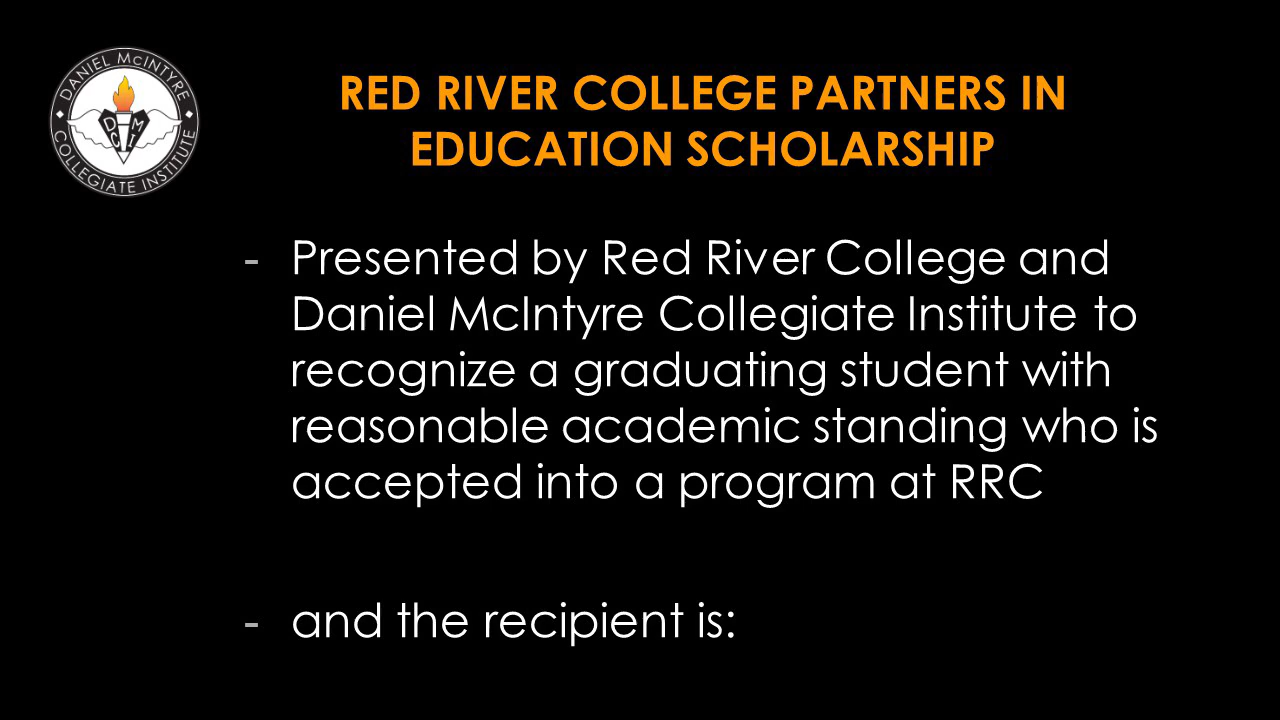 DANIEL McINTYRE
COLLEGIATE INSTITUTE
D M
C I
RED RIVER COLLEGE PARTNERS IN
EDUCATION SCHOLARSHIP
- Presented by Red River College and
Daniel McIntyre Collegiate Institute to
recognize a graduating student with
reasonable academic standing who is
accepted into a program at RRC
- and the recipient is: